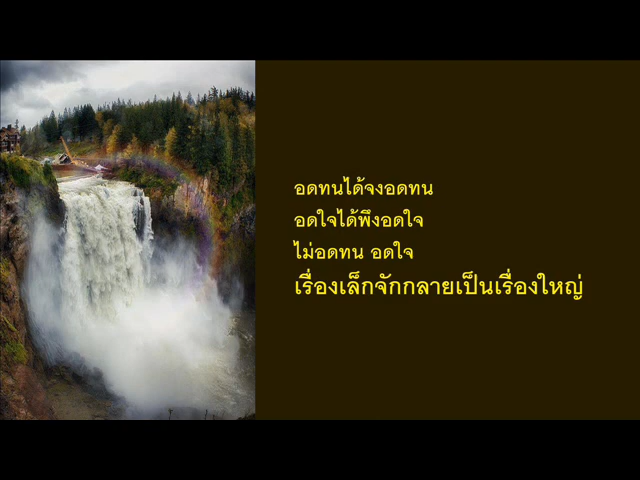 อดทนได้จงอดทน
อดใจได้พึงอดใจ
ไม่อดทน อดใจ
เรื่องเล็กจักกลายเป็นเรื่องใหญ่